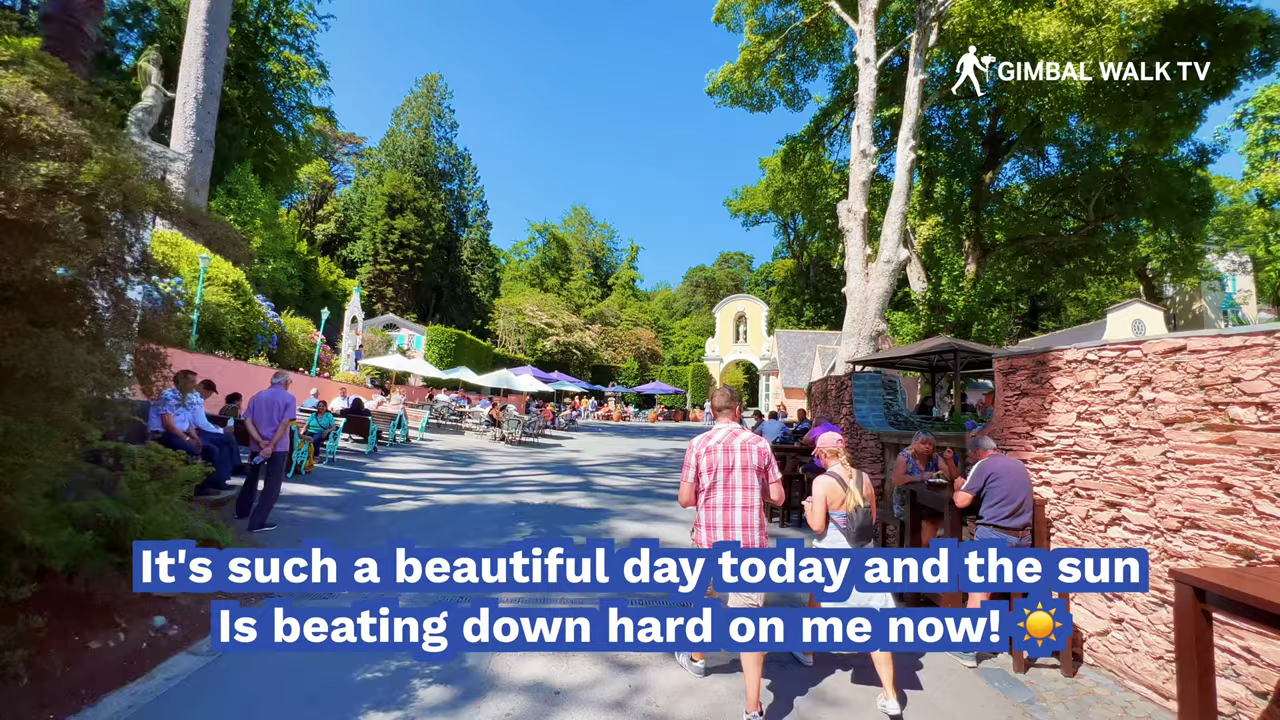 GIMBAL WALK TV
It's such a beautiful day today and the sun
Is beating down hard on me now! ☀️